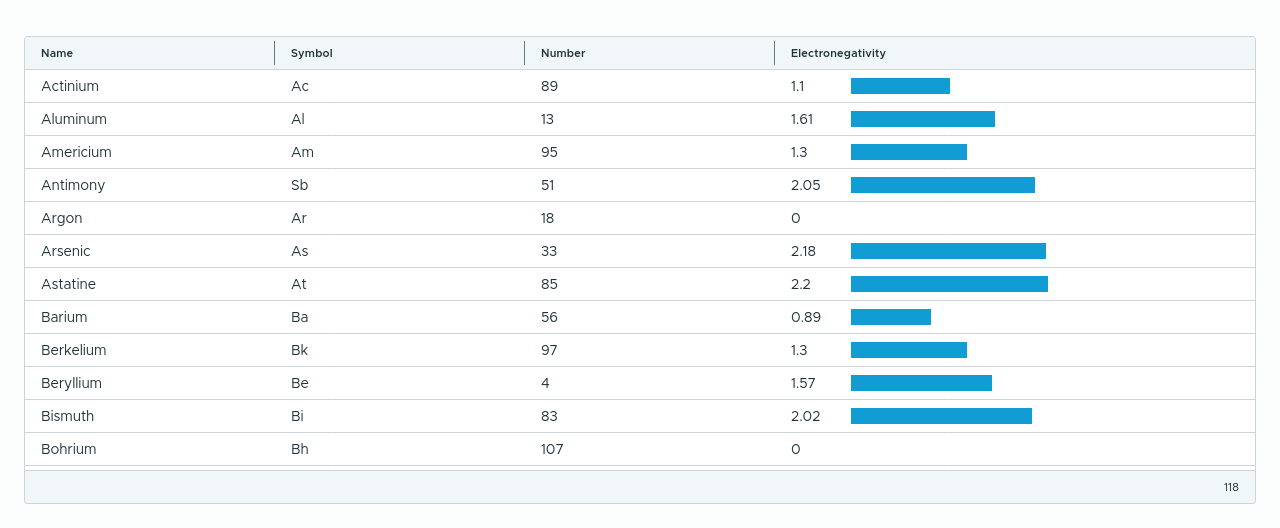 Name Symbol Number Electronegativity
Actinium Ac 89 1.1
Aluminum Al 13 1.61
Americium Am 95 1.3
Antimony Sb 51 2.05
Argon Ar 18 0
Arsenic As 33 2.18
Astatine At 85 2.2
Barium Ba 56 0.89
Berkelium Bk 97 1.3
Beryllium Be 4 1.57
Bismuth Bi 83 2.02
Bohrium Bh 107 0
118